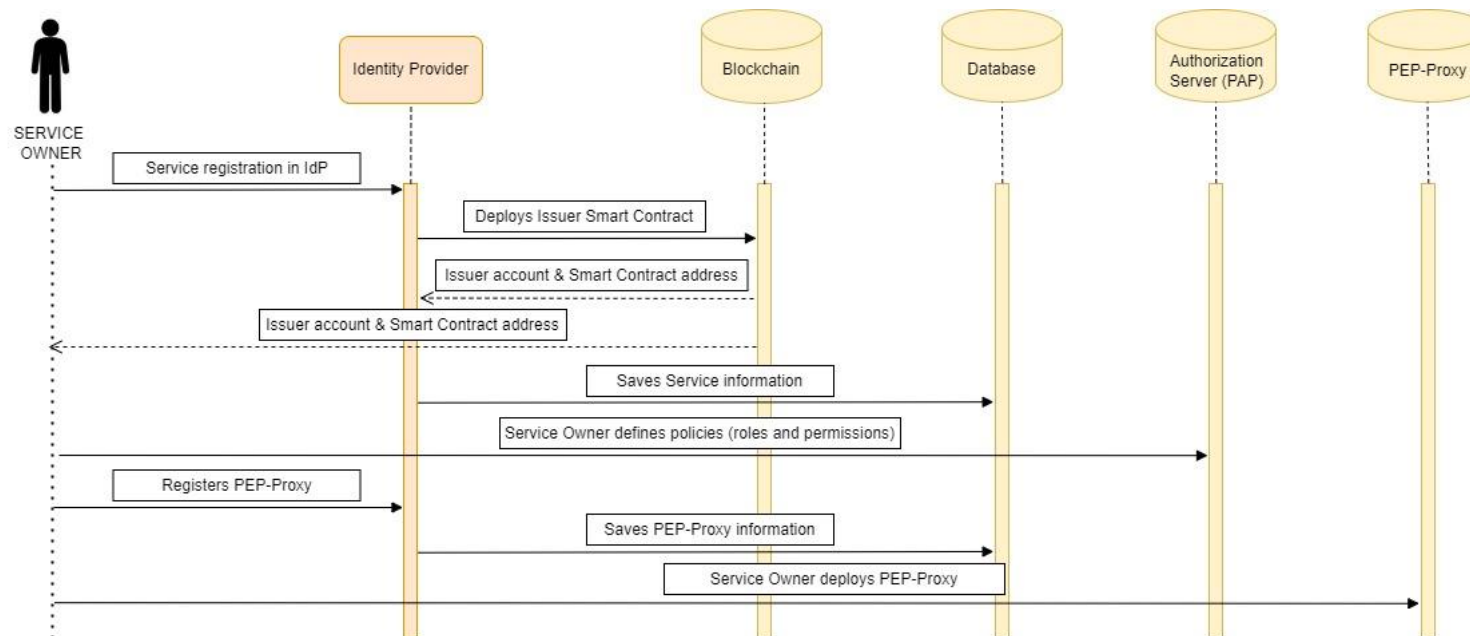 Identity Provider
Blockchain
Database
Authorization
Server (PAP)
PEP-Proxy
SERVICE
OWNER
Service registration in IdP
Deploys Issuer Smart Contract
Issuer account & Smart Contract address
Issuer account & Smart Contract address
Saves Service information
Service Owner defines policies (roles and permissions)
Registers PEP-Proxy
Saves PEP-Proxy information
Service Owner deploys PEP-Proxy